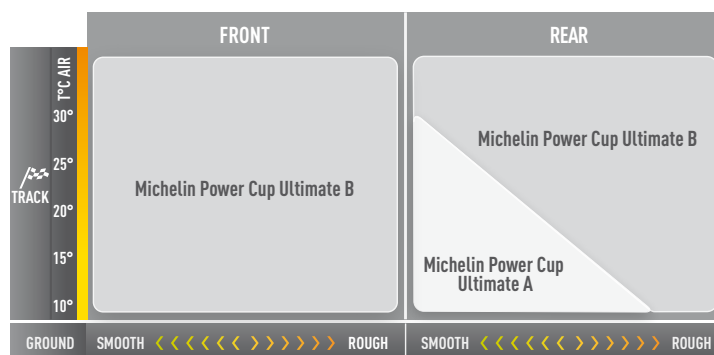 FRONT
REAR
T°C AIR
30°
25°
20°
15°
10°
TRACK
Michelin Power Cup Ultimate B
Michelin Power Cup Ultimate B
Michelin Power Cup
Ultimate A
GROUND
SMOOTH ROUGH
SMOOTH ROUGH